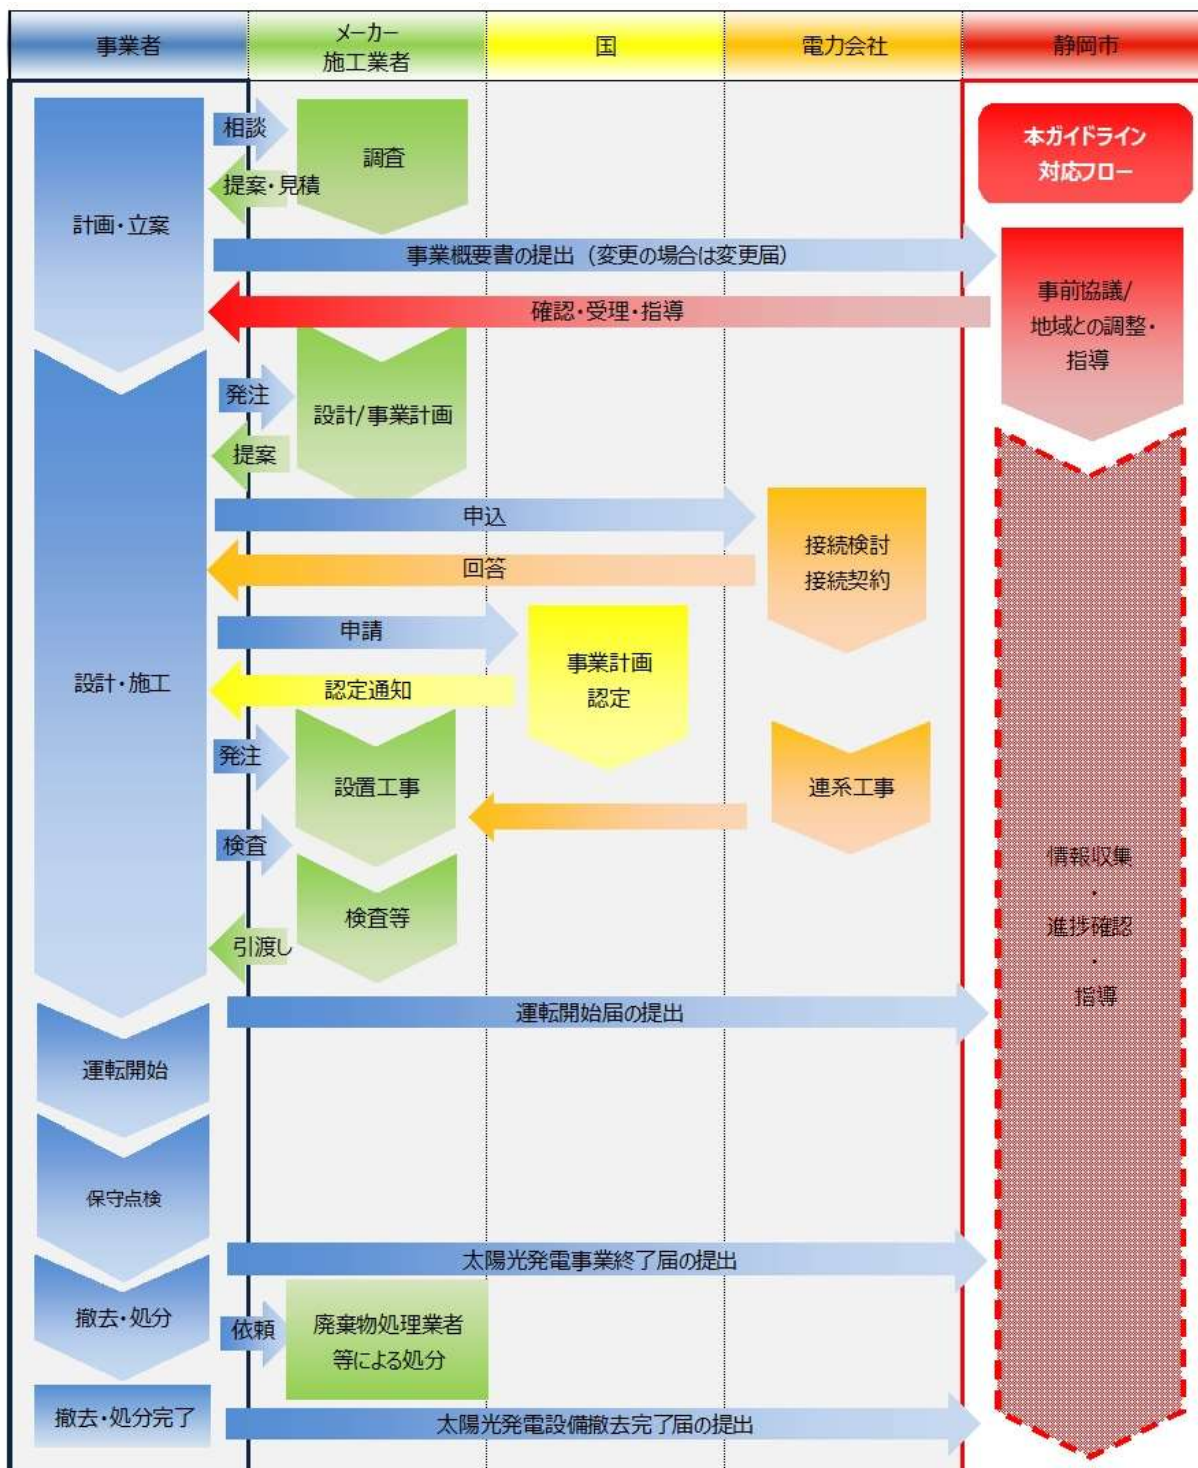 事業者
メーカー
施工業者
国
電力会社
静岡市
相談
調査
本ガイドライン
対応フロー
提案・見積
計画・立案
事業概要書の提出（変更の場合は変更届）
事前協議/
地域との調整・
指導
確認・受理・指導
発注
設計/事業計画
提案
申込
接続検討
接続契約
回答
申請
事業計画
認定
設計・施工
認定通知
発注
設置工事
連系工事
検査
情報収集
・
進捗確認
・
指導
検査等
引渡し
運転開始届の提出
運転開始
保守点検
太陽光発電事業終了届の提出
撤去・処分
依頼
廃棄物処理業者
等による処分
撤去・処分完了
太陽光発電設備撤去完了届の提出